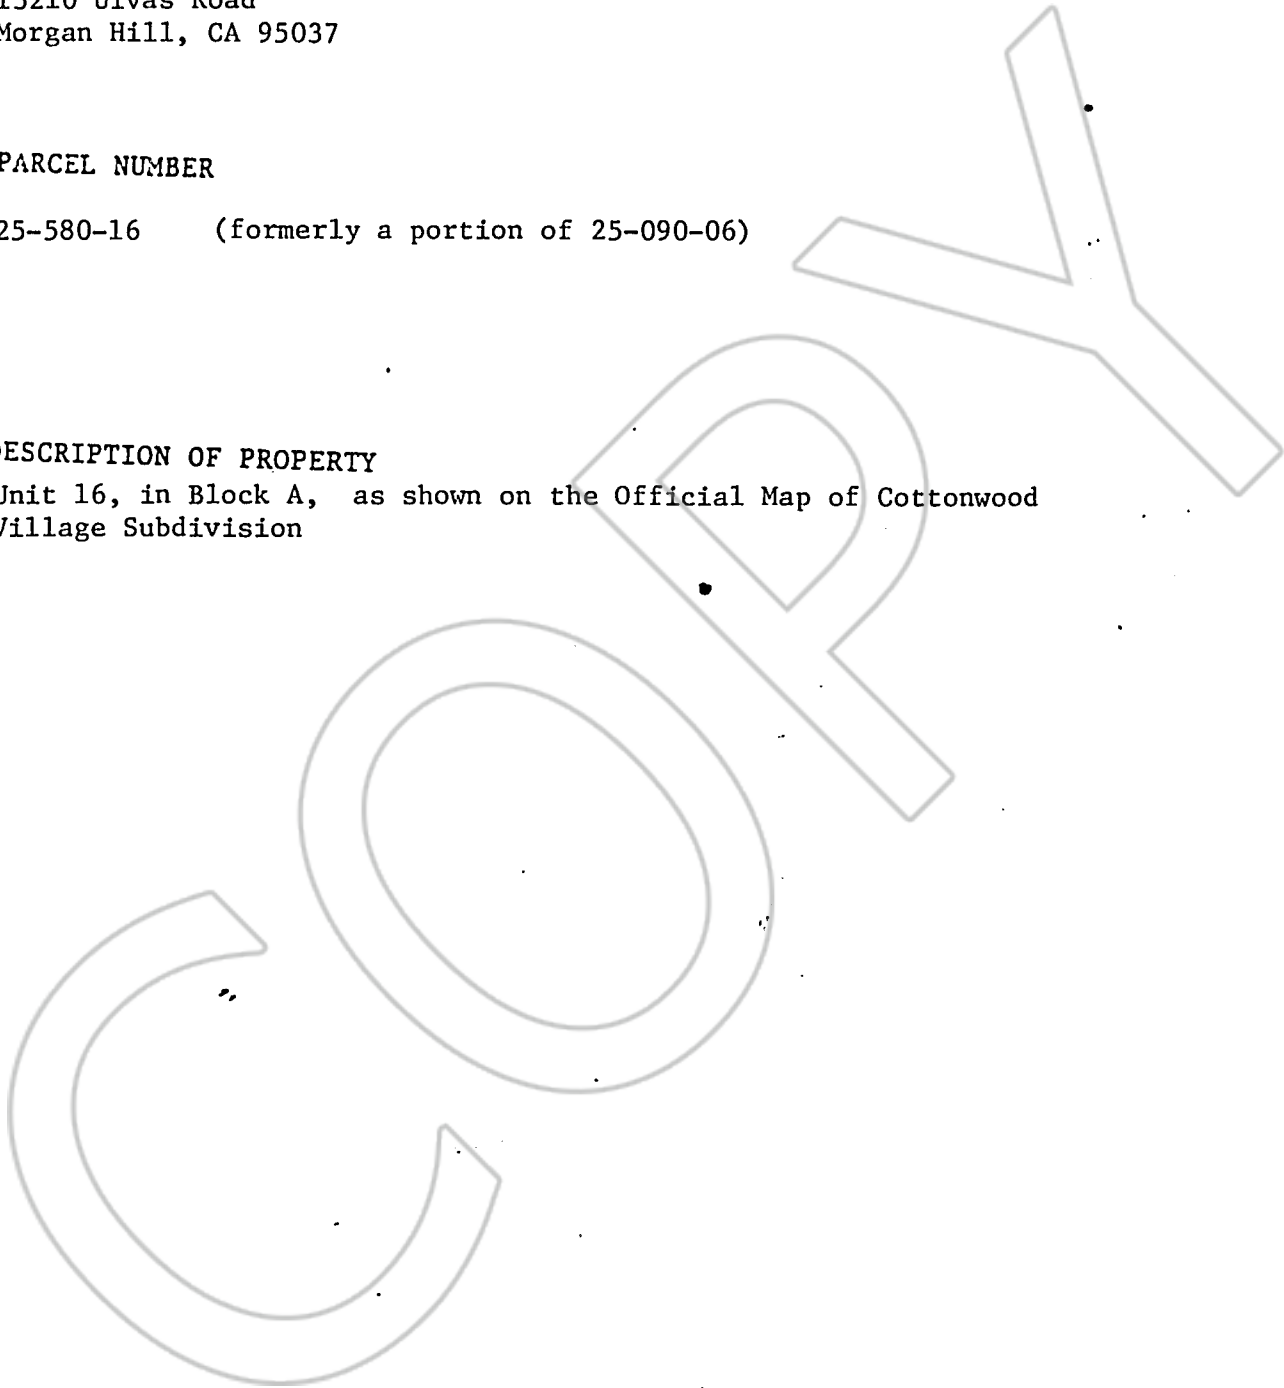 Morgan Hill, CA 95037
PARCEL NUMBER
25-580-16 (formerly a portion of 25-090-06)
DESCRIPTION OF PROPERTY
Unit 16, in Block A, as shown on the Official Map of Cottonwood
Village Subdivision
COPY